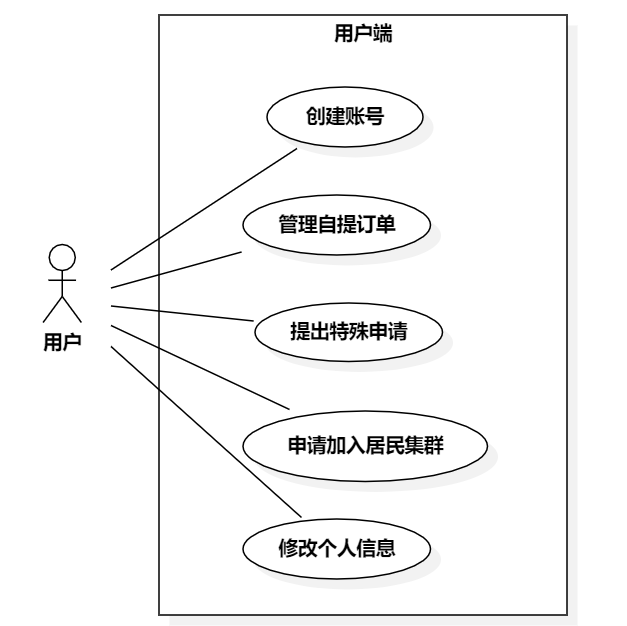 用户端
创建账号
管理自提订单
提出特殊申请
用户
申请加入居民集群
修改个人信息